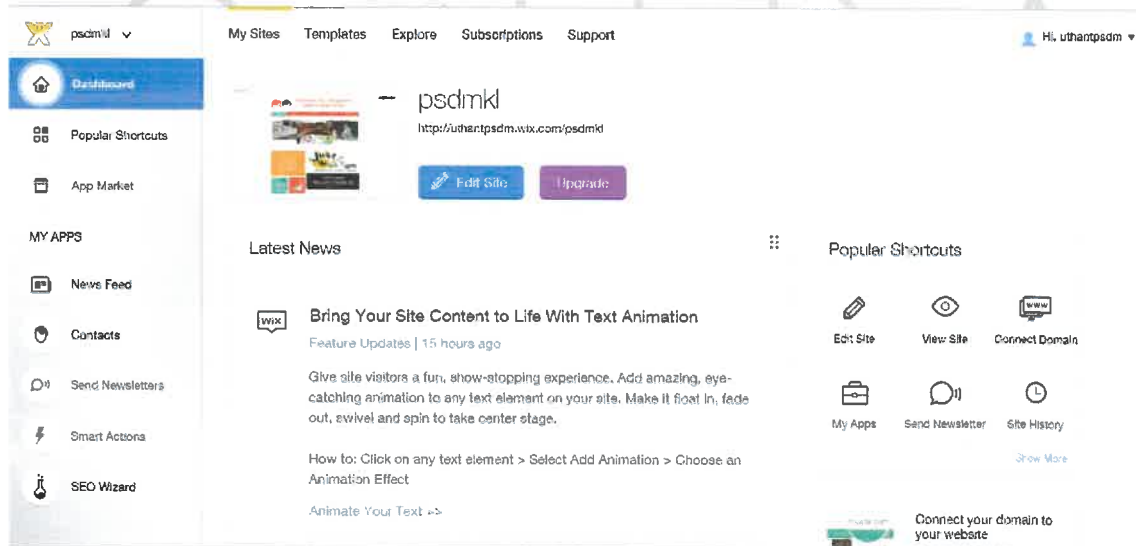 psdmkl
My Sites Templates Explore Subscriptions Support
Hi, uthantpsdm
Dashboard
Popular Shortcuts
App Market
MY APPS
News Feed
Contacts
Send Newsletters
Smart Actions
SEO Wizard
psdmkl
http://uthantpsdm.wix.com/psdmkl
Edit Site Upgrade
Latest News
WIX
Bring Your Site Content to Life With Text Animation
Feature Updates | 15 hours ago
Give site visitors a fun, show-stopping experience. Add amazing, eye-
catching animation to any text element on your site. Make it float in, fade
out, swivel and spin to take center stage.
How to: Click on any text element > Select Add Animation > Choose an
Animation Effect
Animate Your Text >>
Popular Shortcuts
www
Edit Site View Site Connect Domain
My Apps Send Newsletter Site History
Show More
Connect your domain to
your website